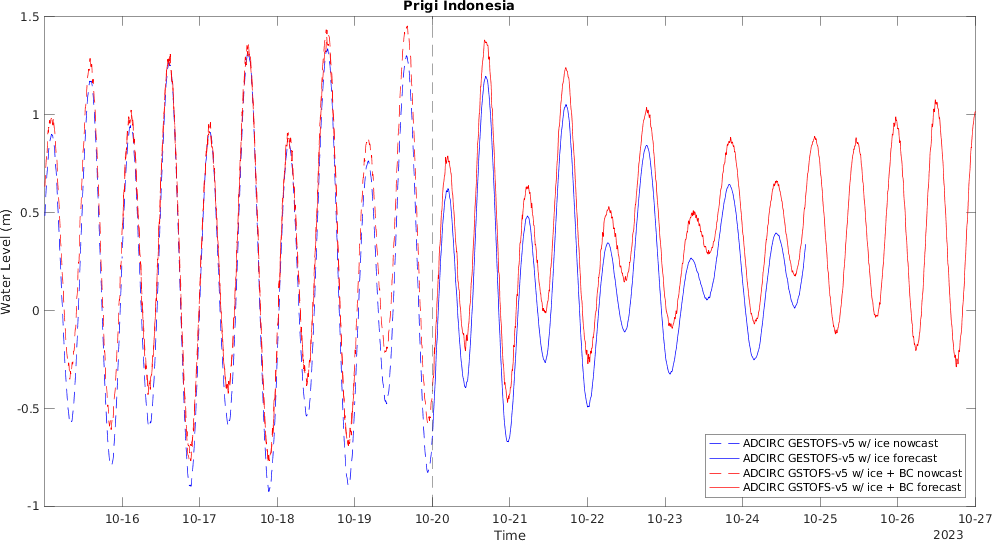 Prigi Indonesia
Water Level (m)
1.5
1
0.5
0
-0.5
-1
ADCIRC GESTOFS-v5 w/ ice nowcast
ADCIRC GESTOFS-v5 w/ ice forecast
ADCIRC GSTOFS-v5 w/ ice + BC nowcast
ADCIRC GSTOFS-v5 w/ ice + BC forecast
10-16 10-17 10-18 10-19 10-20 10-21 10-22 10-23 10-24 10-25 10-26 10-27
Time
2023